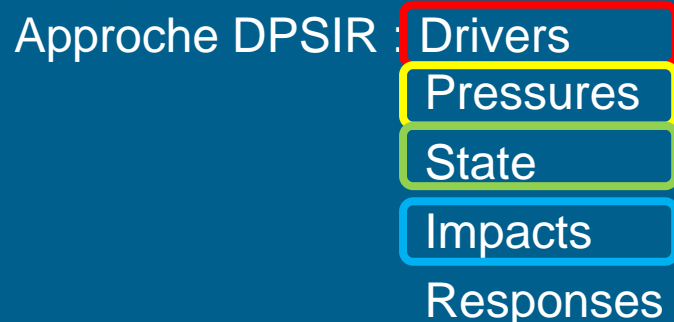 Approche DPSIR : Drivers
Pressures
State
Impacts
Responses